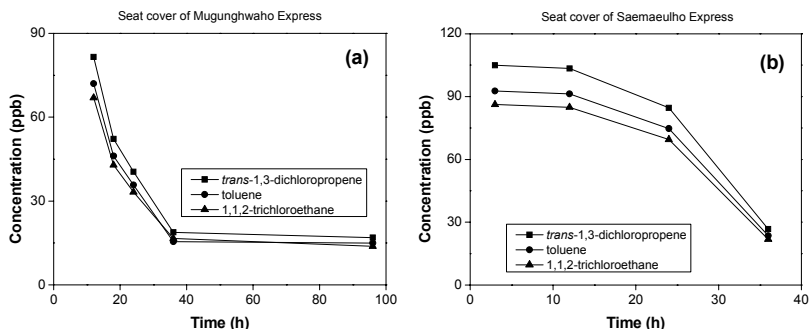 Seat cover of Mugunghwaho Express
90
60
30
0
0
20
40
60
80
100
Concentration (ppb)
Time (h)
(a)
trans-1,3-dichloropropene
toluene
1,1,2-trichloroethane
Seat cover of Saemaeulho Express
120
90
60
30
0
0
10
20
30
40
Concentration (ppb)
Time (h)
(b)
trans-1,3-dichloropropene
toluene
1,1,2-trichloroethane